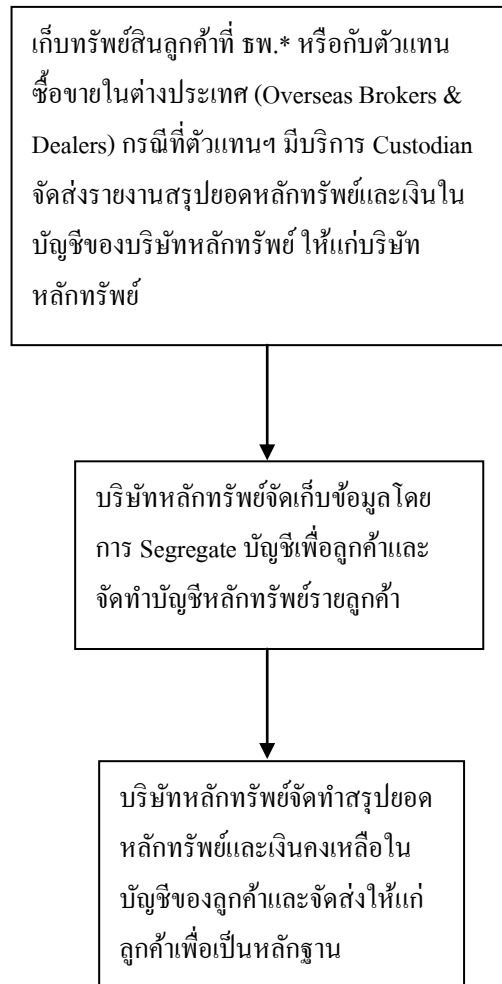 เก็บทรัพย์สินลูกค้าที่ ธพ.* หรือกับตัวแทน
ซื้อขายในต่างประเทศ (Overseas Brokers &
Dealers) กรณีที่ตัวแทนฯ มีบริการ Custodian
จัดส่งรายงานสรุปยอดหลักทรัพย์และเงินใน
บัญชีของบริษัทหลักทรัพย์ ให้แก่บริษัท
หลักทรัพย์
บริษัทหลักทรัพย์จัดเก็บข้อมูลโดย
การ Segregate บัญชีเพื่อลูกค้าและ
จัดทำบัญชีหลักทรัพย์รายลูกค้า
บริษัทหลักทรัพย์จัดทำสรุปยอด
หลักทรัพย์และเงินคงเหลือใน
บัญชีของลูกค้าและจัดส่งให้แก่
ลูกค้าเพื่อเป็นหลักฐาน